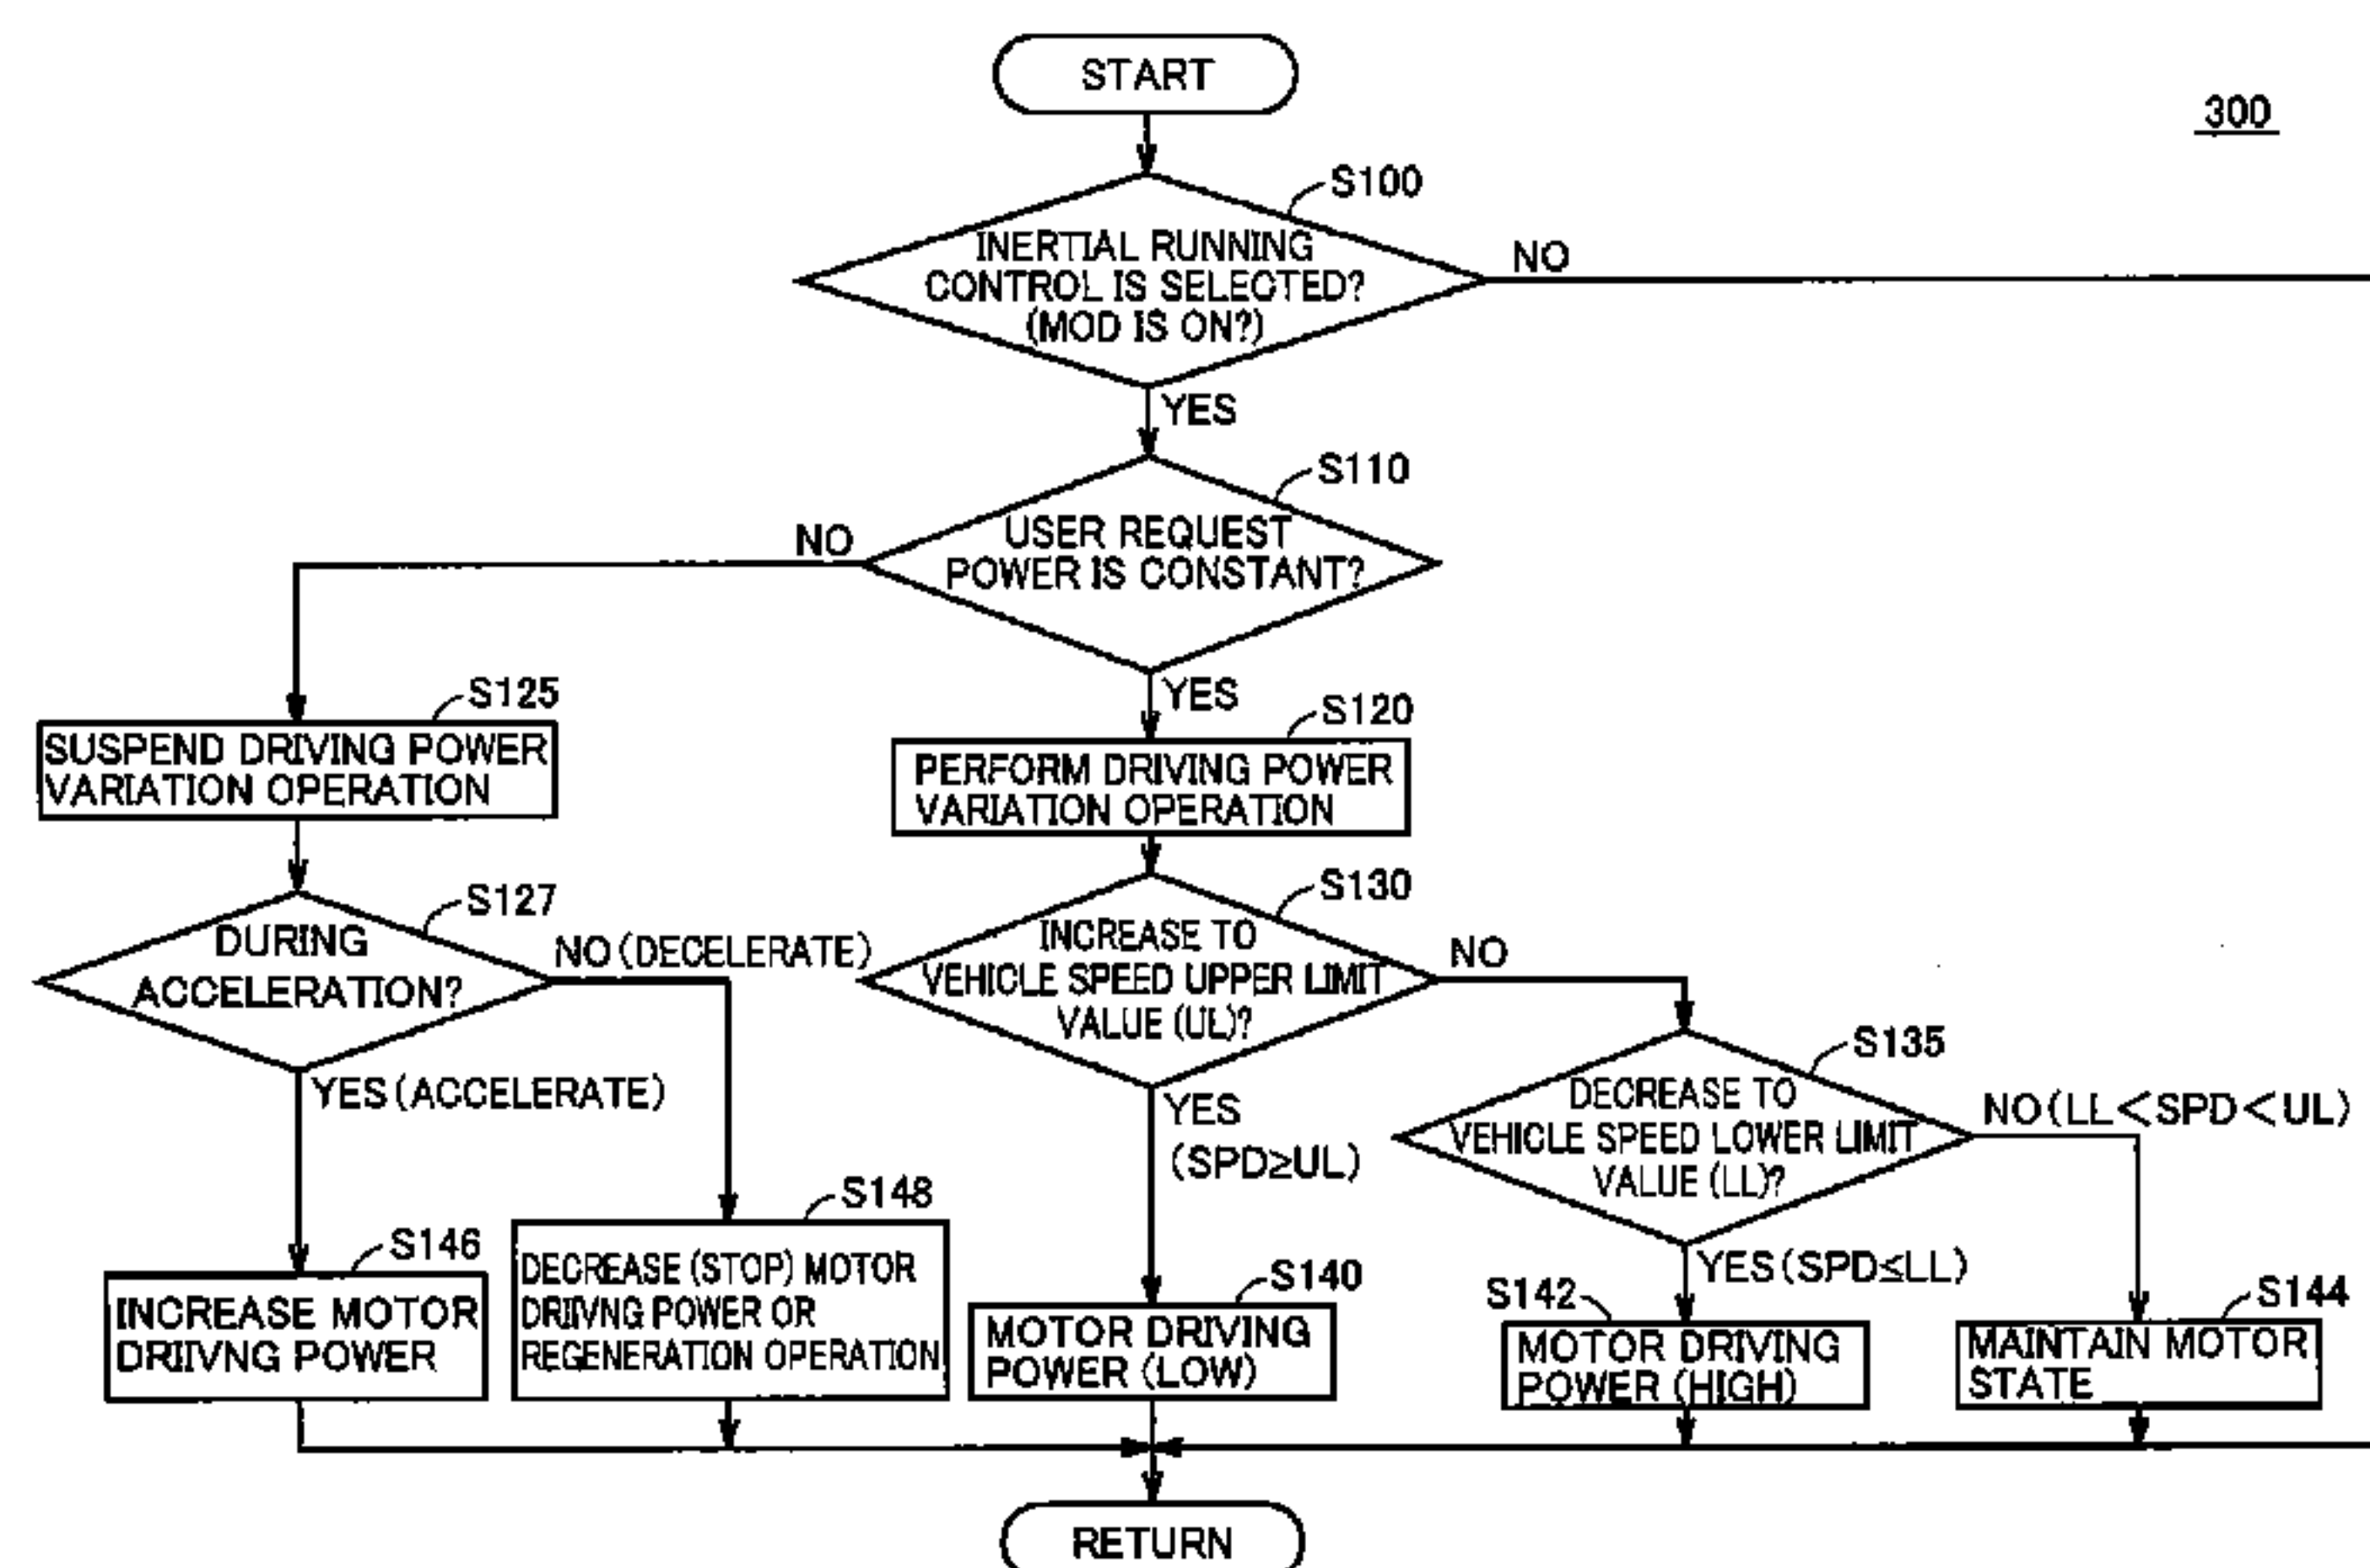 START
300
S100
INERTIAL RUNNING
CONTROL IS SELECTED?
(MOD IS ON?)
NO
YES
S110
USER REQUEST
POWER IS CONSTANT?
NO
YES
S125
SUSPEND DRIVING POWER
VARIATION OPERATION
S120
PERFORM DRIVING POWER
VARIATION OPERATION
S127
DURING
ACCELERATION?
NO (DECELERATE)
YES (ACCELERATE)
S130
INCREASE TO
VEHICLE SPEED UPPER LIMIT
VALUE (UL)?
NO
YES
(SPD≥UL)
S135
DECREASE TO
VEHICLE SPEED LOWER LIMIT
VALUE (LL)?
NO (LL<SPD<UL)
YES (SPD≤LL)
S146
INCREASE MOTOR
DRIIVNG POWER
S148
DECREASE (STOP) MOTOR
DRIIVNG POWER OR
REGENERATION OPERATION
S140
MOTOR DRIVING
POWER (LOW)
S142
MOTOR DRIVING
POWER (HIGH)
S144
MAINTAIN MOTOR
STATE
RETURN